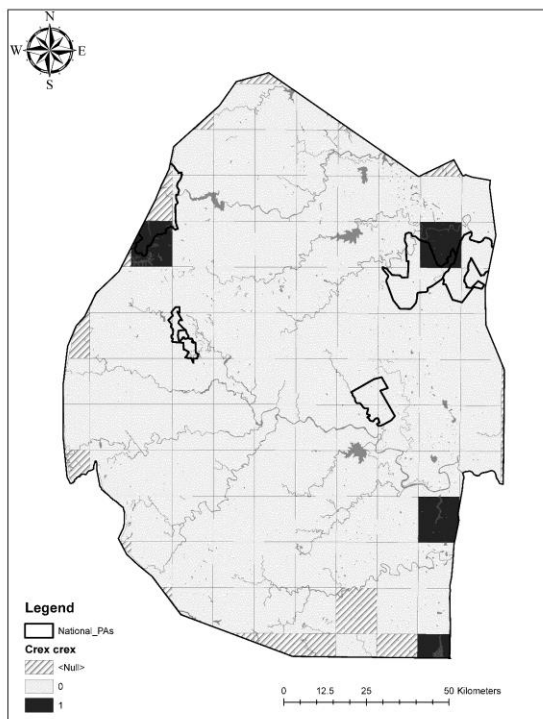 N
W E
S
Legend
National_PAs
Crex crex
<Null>
0
1
0 12.5 25 50 Kilometers